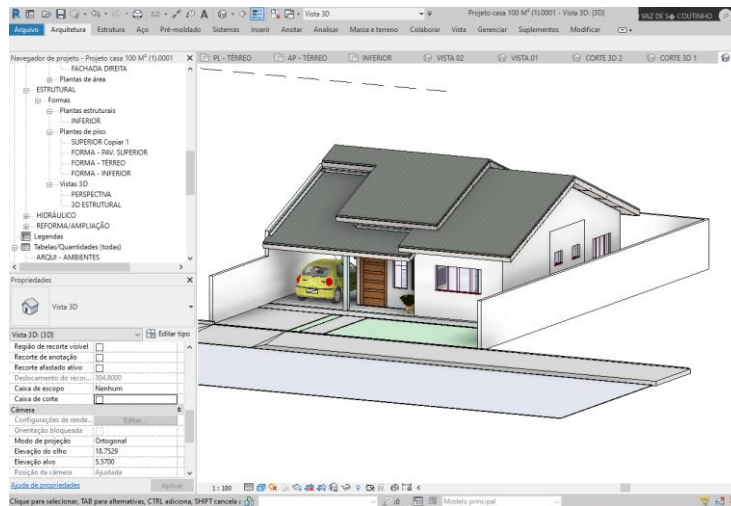 Vista 3D
Projeto casa 100 M² (1).0001 - Vista 3D: {3D}
VAZ DE SÁ COUTINHO
Arquivo Arquitetura Estrutura Aço Pré-moldado Sistemas Inserir Anotar Analisar Massa e terreno Colaborar Vista Gerenciar Suplementos Modificar
Navegador de projeto - Projeto casa 100 M² (1).0001
PL - TÉRREO AP - TÉRREO INFERIOR VISTA 02 VISTA 01 CORTE 3D 2 CORTE 3D 1
FACHADA DIREITA
Plantas de área
ESTRUTURAL
Formas
Plantas estruturais
INFERIOR
Plantas de piso
SUPERIOR Copiar 1
FORMA - PAV. SUPERIOR
FORMA - TÉRREO
FORMA - INFERIOR
Vistas 3D
PERSPECTIVA
3D ESTRUTURAL
HIDRÁULICO
REFORMA/AMPLIAÇÃO
Legendas
Tabelas/Quantidades (todas)
ARQUI - AMBIENTES
Propriedades
Vista 3D
Vista 3D: {3D} Editar tipo
Região de recorte visível
Recorte de anotação
Recorte afastado ativo
Deslocamento do recor... 304.8000
Caixa de escopo Nenhum
Caixa de corte
Câmera
Configurações de rende... Editar...
Orientação bloqueada
Modo de projeção Ortogonal
Elevação do olho 18.7529
Elevação alvo 5.5700
Posição da câmera Ajustada
Ajuda de propriedades Aplicar
1 : 100
Clique para selecionar, TAB para alternativas, CTRL adiciona, SHIFT cancela :0 Modelo principal